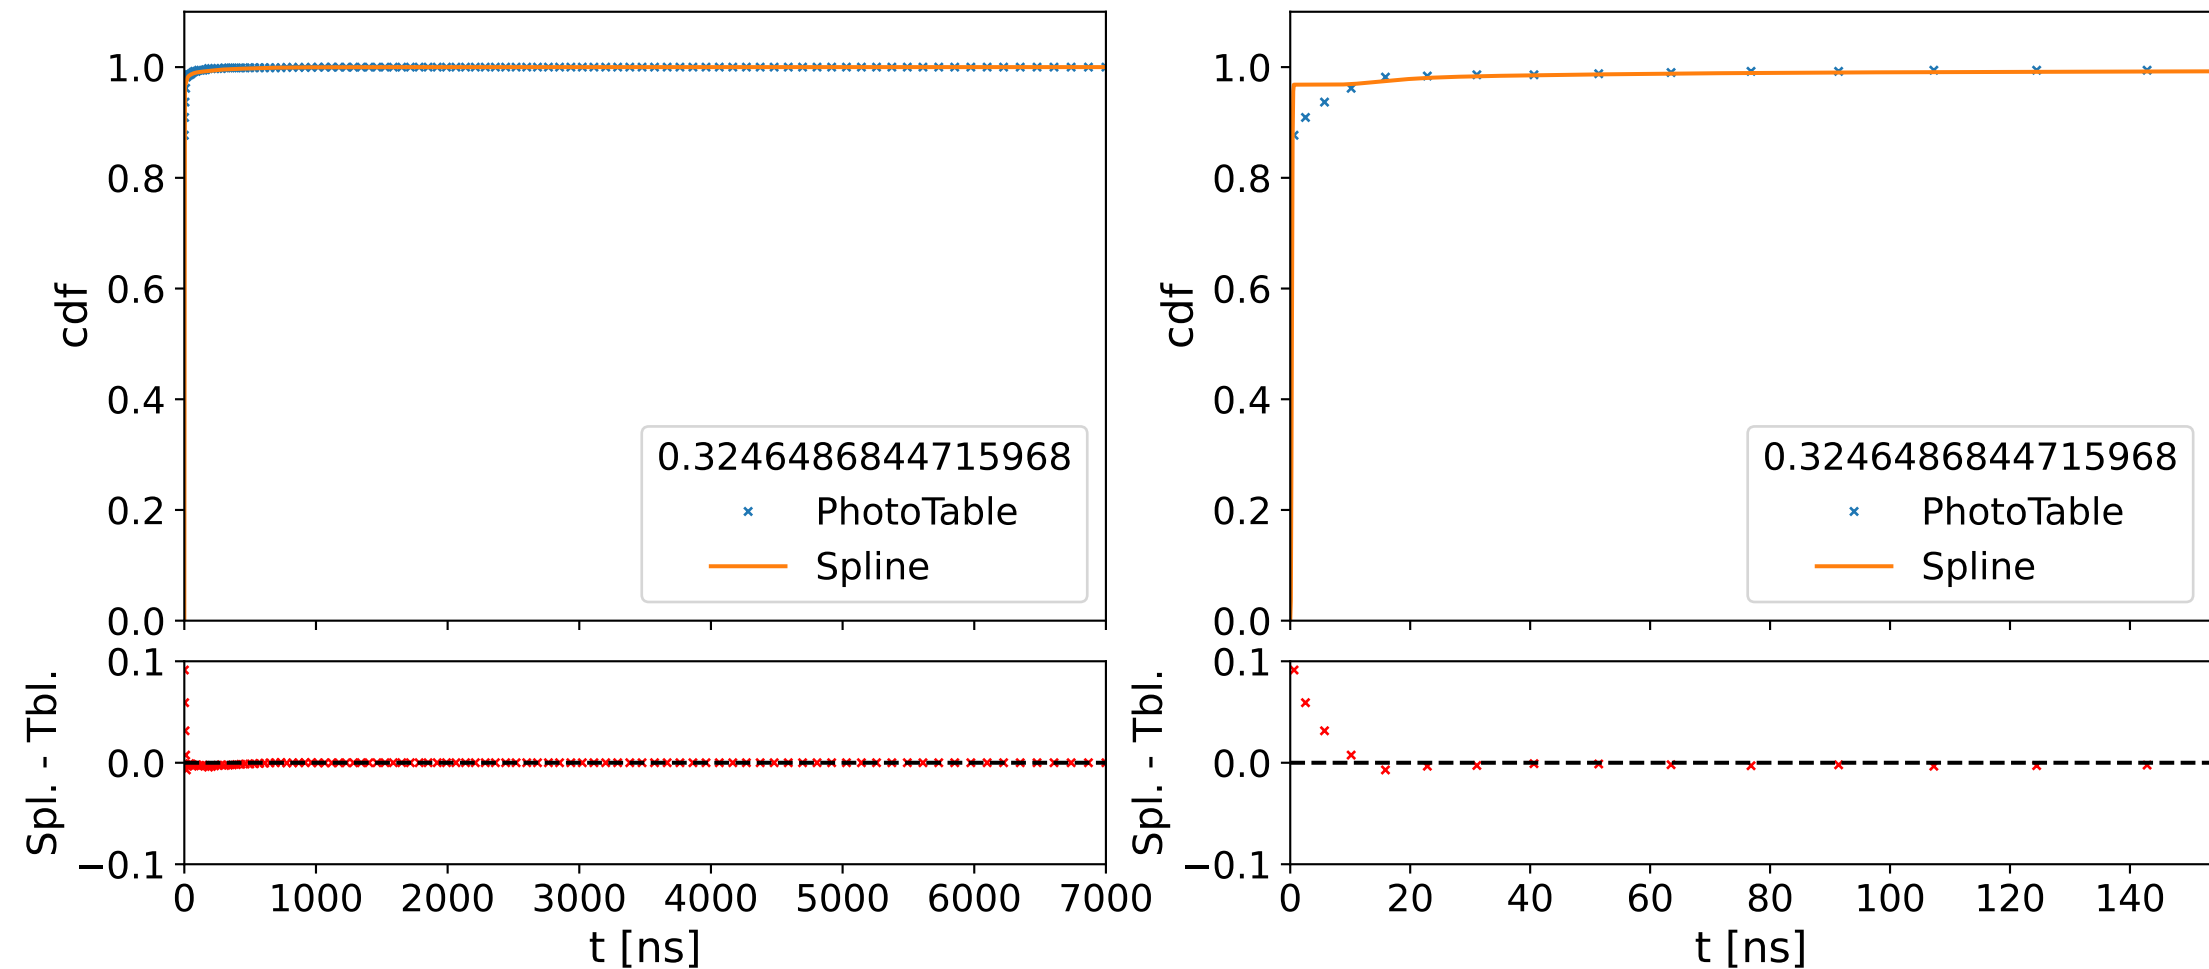 1.0
0.8
0.6
0.4
0.2
0.0
cdf
0.3246486844715968
PhotoTable
Spline
0.1
0.0
−0.1
Spl. - Tbl.
0 1000 2000 3000 4000 5000 6000 7000
t [ns]
1.0
0.8
0.6
0.4
0.2
0.0
cdf
0.3246486844715968
PhotoTable
Spline
0.1
0.0
−0.1
Spl. - Tbl.
0 20 40 60 80 100 120 140
t [ns]